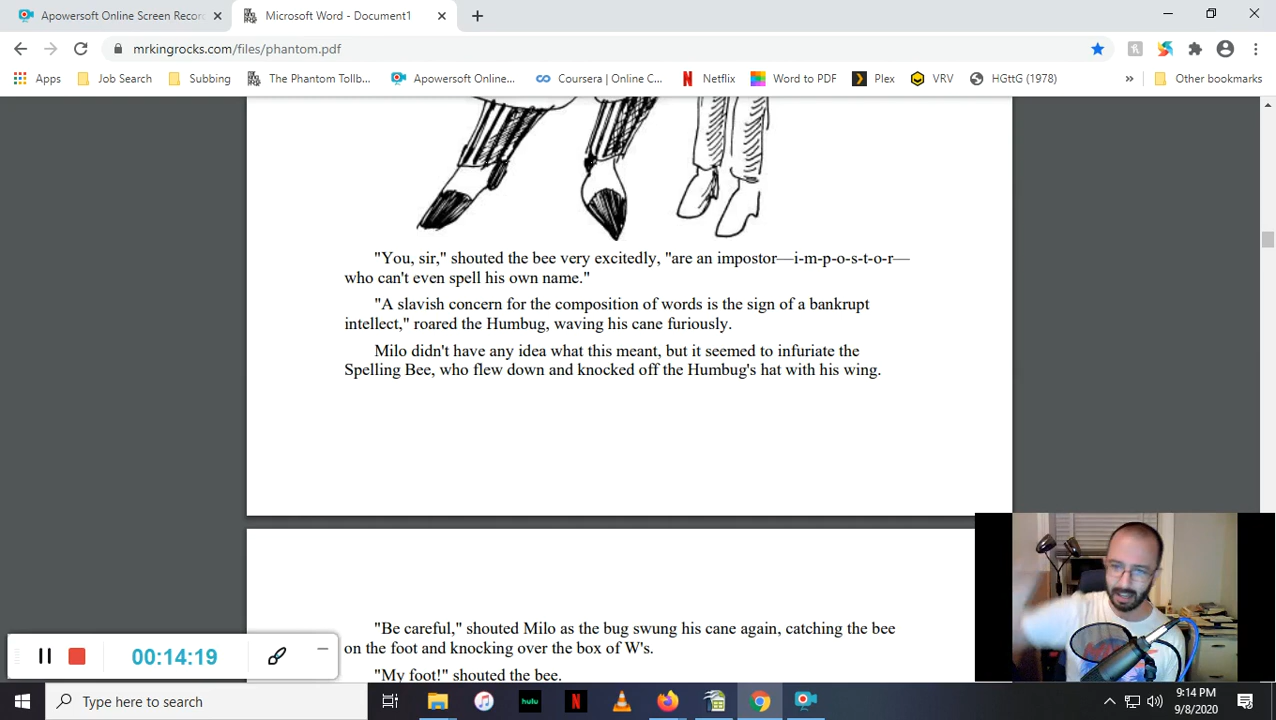 Apowersoft Online Screen Recor
Microsoft Word - Document1
mrkingrocks.com/files/phantom.pdf
Apps
Job Search
Subbing
The Phantom Tollb...
Apowersoft Online...
Coursera | Online C...
Netflix
Word to PDF
Plex
VRV
HGttG (1978)
»
Other bookmarks
"You, sir," shouted the bee very excitedly, "are an impostor—i-m-p-o-s-t-o-r—
who can't even spell his own name."
"A slavish concern for the composition of words is the sign of a bankrupt
intellect," roared the Humbug, waving his cane furiously.
Milo didn't have any idea what this meant, but it seemed to infuriate the
Spelling Bee, who flew down and knocked off the Humbug's hat with his wing.
"Be careful," shouted Milo as the bug swung his cane again, catching the bee
on the foot and knocking over the box of W's.
"My foot!" shouted the bee.
00:14:19
Type here to search
hulu
N
9:14 PM
9/8/2020